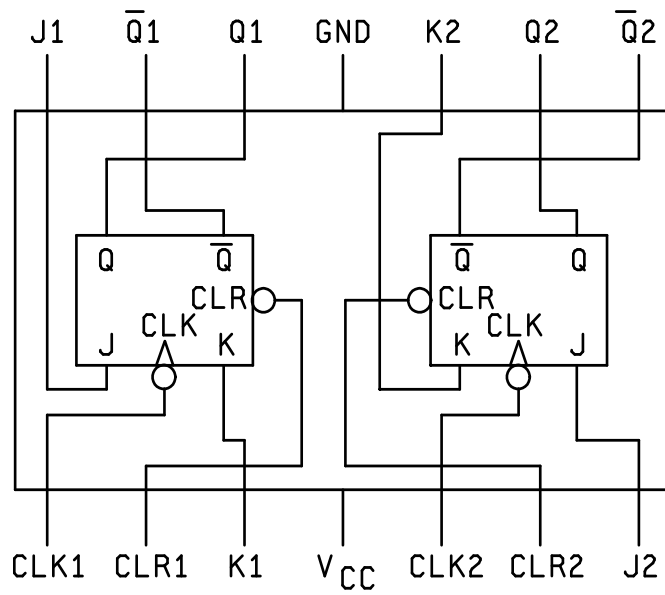 J1 Q̅1 Q1 GND K2 Q2 Q̅2
Q Q̅ Q̅ Q
CLR CLR
CLK CLK
J K K J
CLK1 CLR1 K1 VCC CLK2 CLR2 J2